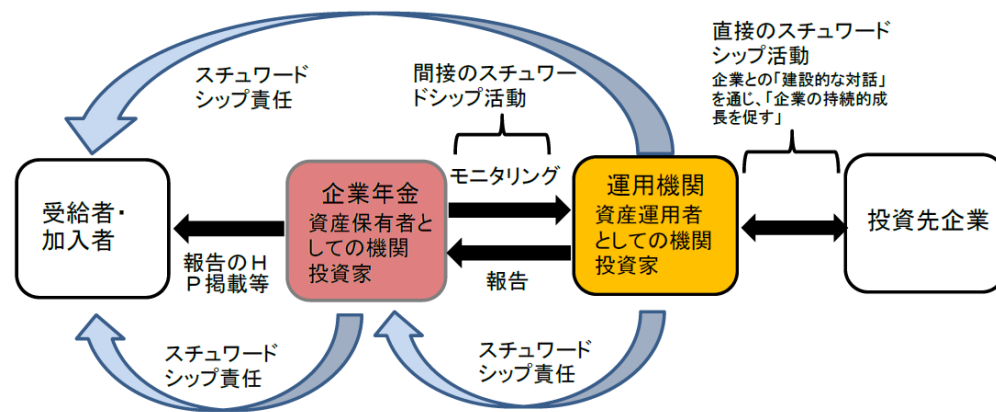 スチュワード
シップ責任
間接のスチュワー
ドシップ活動
直接のスチュワード
シップ活動
企業との「建設的な対話」
を通じ、「企業の持続的成
長を促す」
受給者・
加入者
報告のH
P掲載等
企業年金
資産保有者と
しての機関
投資家
モニタリング
報告
運用機関
資産運用者
としての機関
投資家
投資先企業
スチュワード
シップ責任
スチュワード
シップ責任